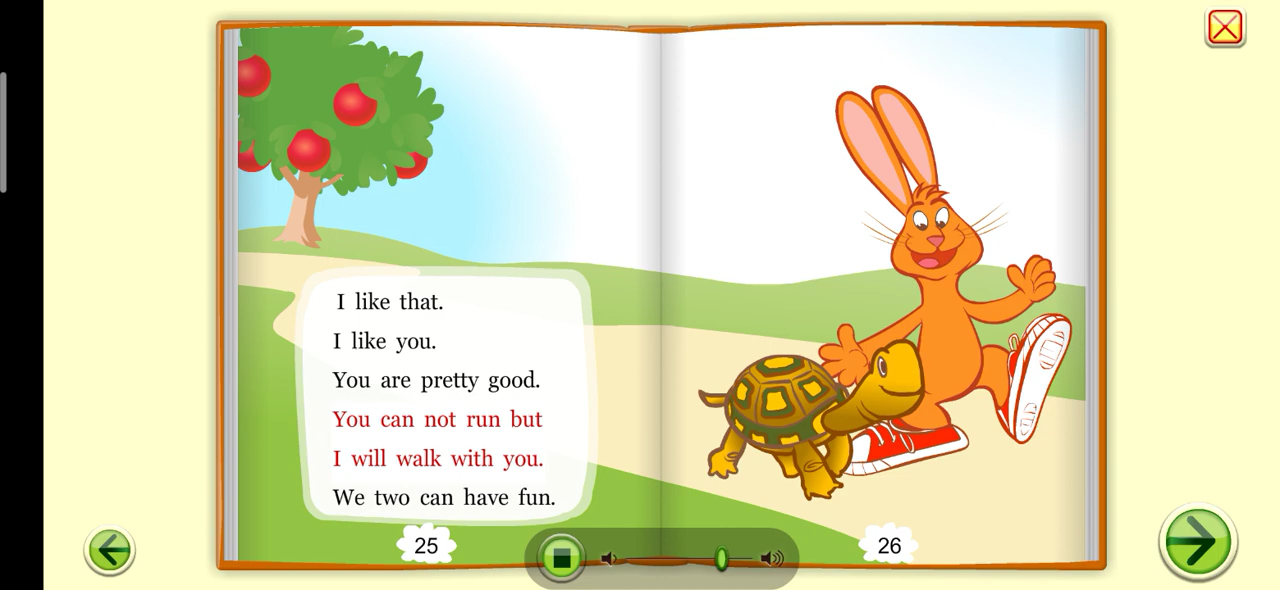 I like that.
I like you.
You are pretty good.
You can not run but
I will walk with you.
We two can have fun.
25
26